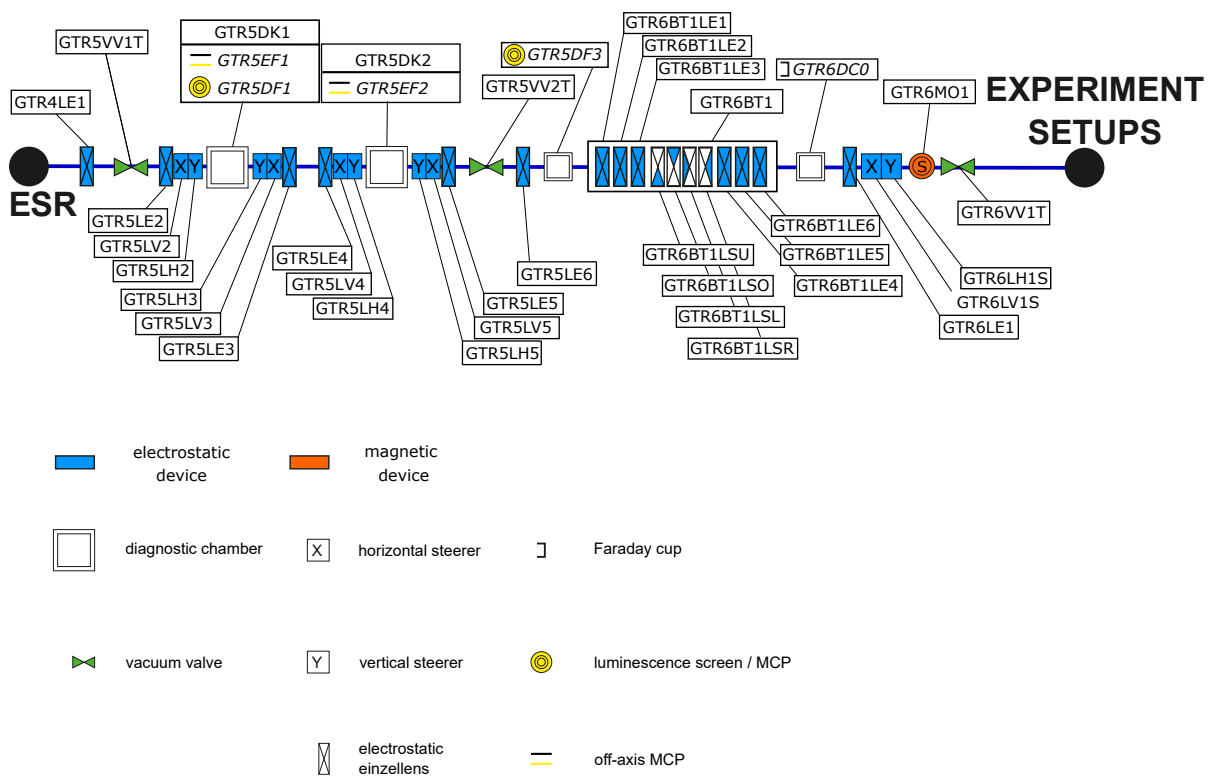 GTR5VV1T
GTR5DK1
GTR5EF1
GTR5DF1
GTR5DK2
GTR5EF2
GTR5DF3
GTR5VV2T
GTR6BT1LE1
GTR6BT1LE2
GTR6BT1LE3
GTR6BT1
GTR6DC0
GTR6MO1
EXPERIMENT
SETUPS
GTR4LE1
ESR
X Y
Y X
X Y
Y X
X Y
S
GTR5LE2
GTR5LV2
GTR5LH2
GTR5LH3
GTR5LV3
GTR5LE3
GTR5LE4
GTR5LV4
GTR5LH4
GTR5LE5
GTR5LV5
GTR5LH5
GTR5LE6
GTR6BT1LSU
GTR6BT1LSO
GTR6BT1LSL
GTR6BT1LSR
GTR6BT1LE6
GTR6BT1LE5
GTR6BT1LE4
GTR6VV1T
GTR6LH1S
GTR6LV1S
GTR6LE1
electrostatic
device
magnetic
device
diagnostic chamber
X
horizontal steerer
Faraday cup
vacuum valve
Y
vertical steerer
luminescence screen / MCP
electrostatic
einzellens
off-axis MCP